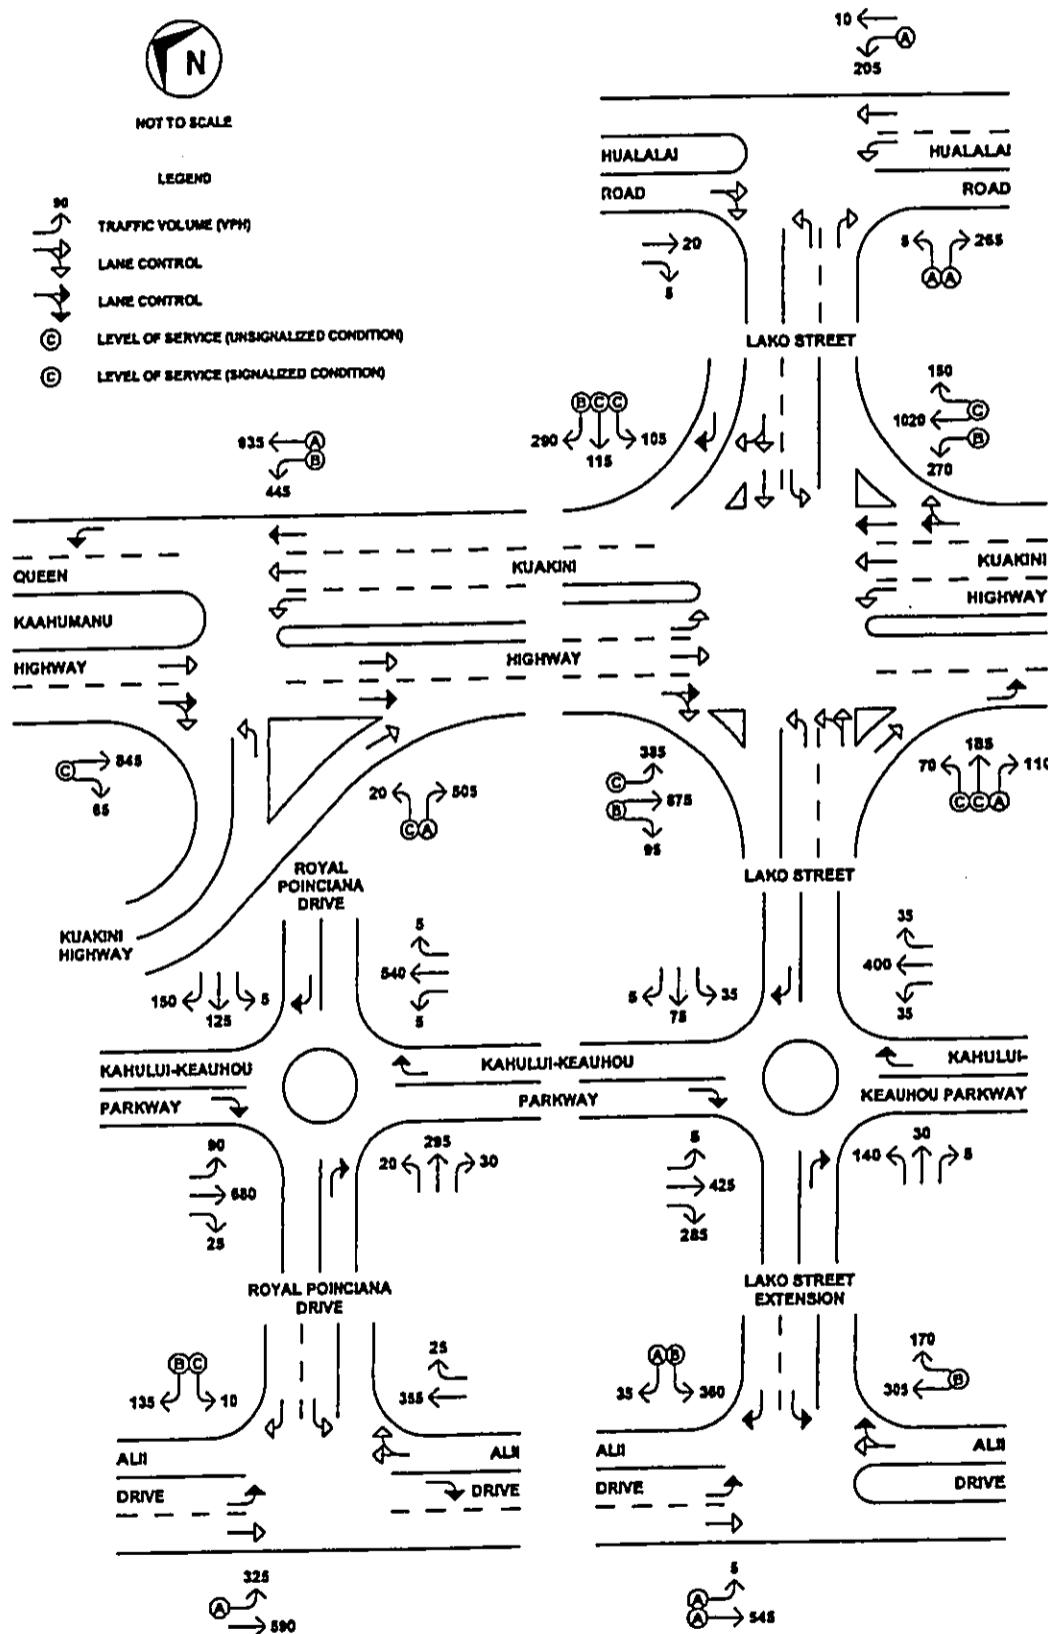 10
A
205
N
NOT TO SCALE
LEGEND
90
TRAFFIC VOLUME (VPH)
LANE CONTROL
LANE CONTROL
C LEVEL OF SERVICE (UNSIGNALIZED CONDITION)
C LEVEL OF SERVICE (SIGNALIZED CONDITION)
HUALALAI
HUALALAI
ROAD
ROAD
20
5
5 265
A A
LAKO STREET
935 A
B
445
B C C
290 105
115
150
1020 C
B
270
QUEEN
KAAHUMANU
HIGHWAY
KUAKINI
HIGHWAY
KUAKINI
HIGHWAY
C 845
65
20 505
C A
C 385
B 875
95
185
70 110
C C A
LAKO STREET
KUAKINI
HIGHWAY
ROYAL
POINCIANA
DRIVE
150 5
125
5
540
5
5 35
75
35
400
35
KAHULUI-KEAUHOU
PARKWAY
KAHULUI-KEAUHOU
PARKWAY
KAHULUI-
KEAUHOU PARKWAY
90
680
25
295
20 30
5
425
285
30
140 5
ROYAL POINCIANA
DRIVE
LAKO STREET
EXTENSION
B C
135 10
25
355
A B
35 360
170
305 B
ALII
DRIVE
ALII
DRIVE
ALII
DRIVE
ALII
DRIVE
325
A
590
5
A
A 545